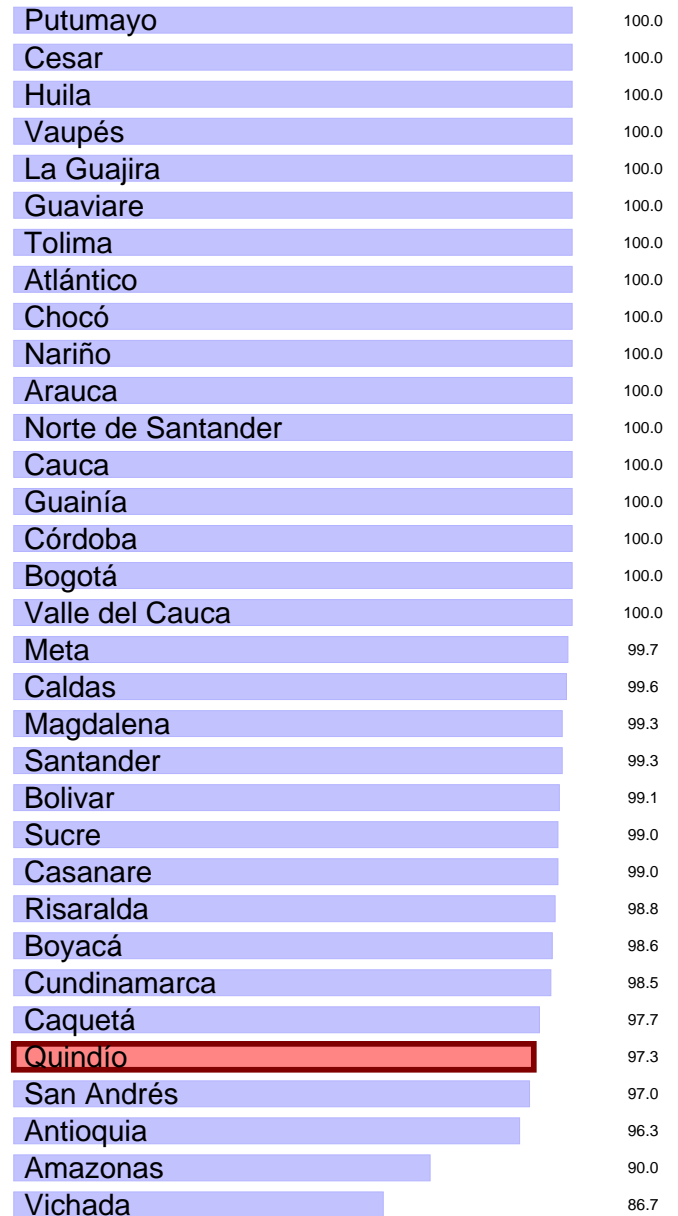 Putumayo 100.0
Cesar 100.0
Huila 100.0
Vaupés 100.0
La Guajira 100.0
Guaviare 100.0
Tolima 100.0
Atlántico 100.0
Chocó 100.0
Nariño 100.0
Arauca 100.0
Norte de Santander 100.0
Cauca 100.0
Guainía 100.0
Córdoba 100.0
Bogotá 100.0
Valle del Cauca 100.0
Meta 99.7
Caldas 99.6
Magdalena 99.3
Santander 99.3
Bolivar 99.1
Sucre 99.0
Casanare 99.0
Risaralda 98.8
Boyacá 98.6
Cundinamarca 98.5
Caquetá 97.7
Quindío 97.3
San Andrés 97.0
Antioquia 96.3
Amazonas 90.0
Vichada 86.7